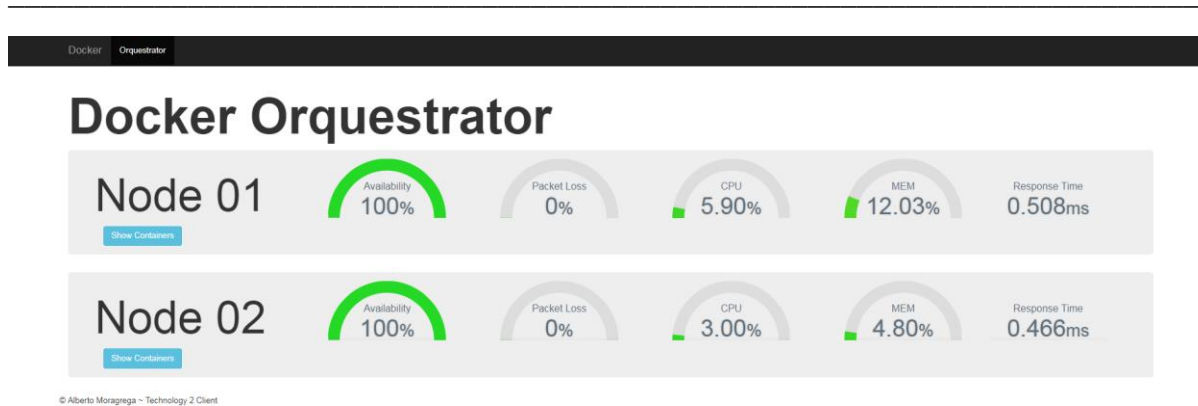 Docker Orquestrator
Docker Orquestrator
Node 01
Show Containers
Availability
100%
Packet Loss
0%
CPU
5.90%
MEM
12.03%
Response Time
0.508ms
Node 02
Show Containers
Availability
100%
Packet Loss
0%
CPU
3.00%
MEM
4.80%
Response Time
0.466ms
© Alberto Moragrega ~ Technology 2 Client